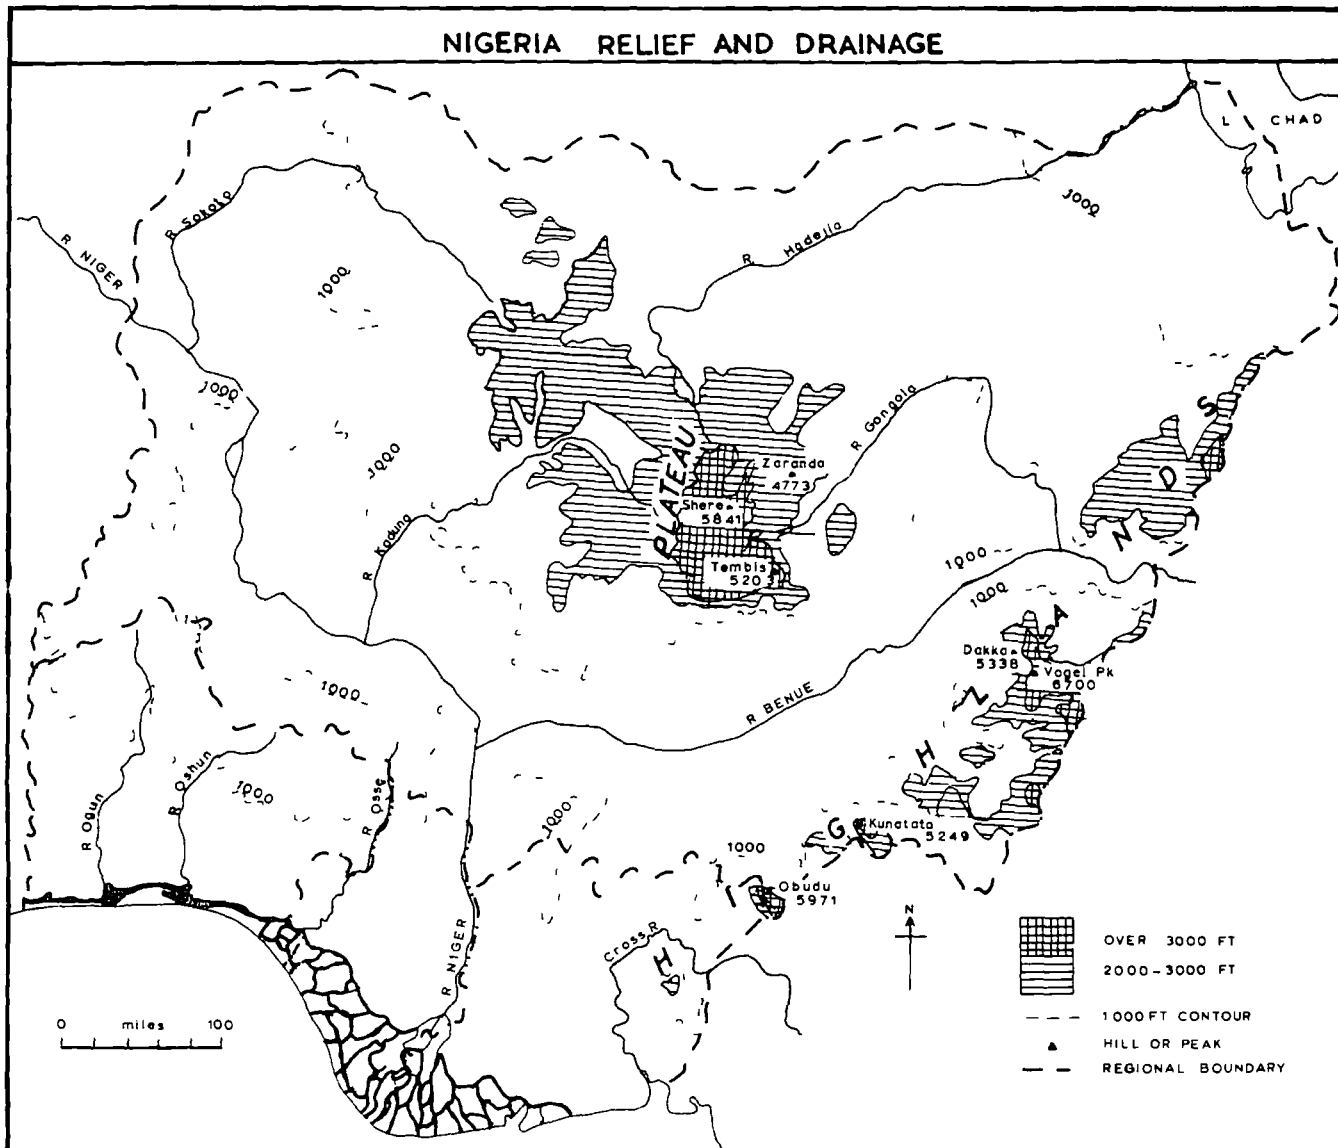 NIGERIA RELIEF AND DRAINAGE
L CHAD
R Sokoto
1000
R NIGER
R. Hadejia
1000
1000
R Gongola
1000
PLATEAU
Zaranda
4773
Shere
5841
R Kaduna
Tembis
5203
1000
1000
HIGHLANDS
Dakka
5338
Vogel Pk
6700
1000
R BENUE
R Oshun
1000
R Ogun
R Osse
1000
Kunatata
5249
1000
Obudu
5971
R NIGER
Cross R
N
0 miles 100
OVER 3000 FT
2000-3000 FT
1000 FT CONTOUR
HILL OR PEAK
REGIONAL BOUNDARY